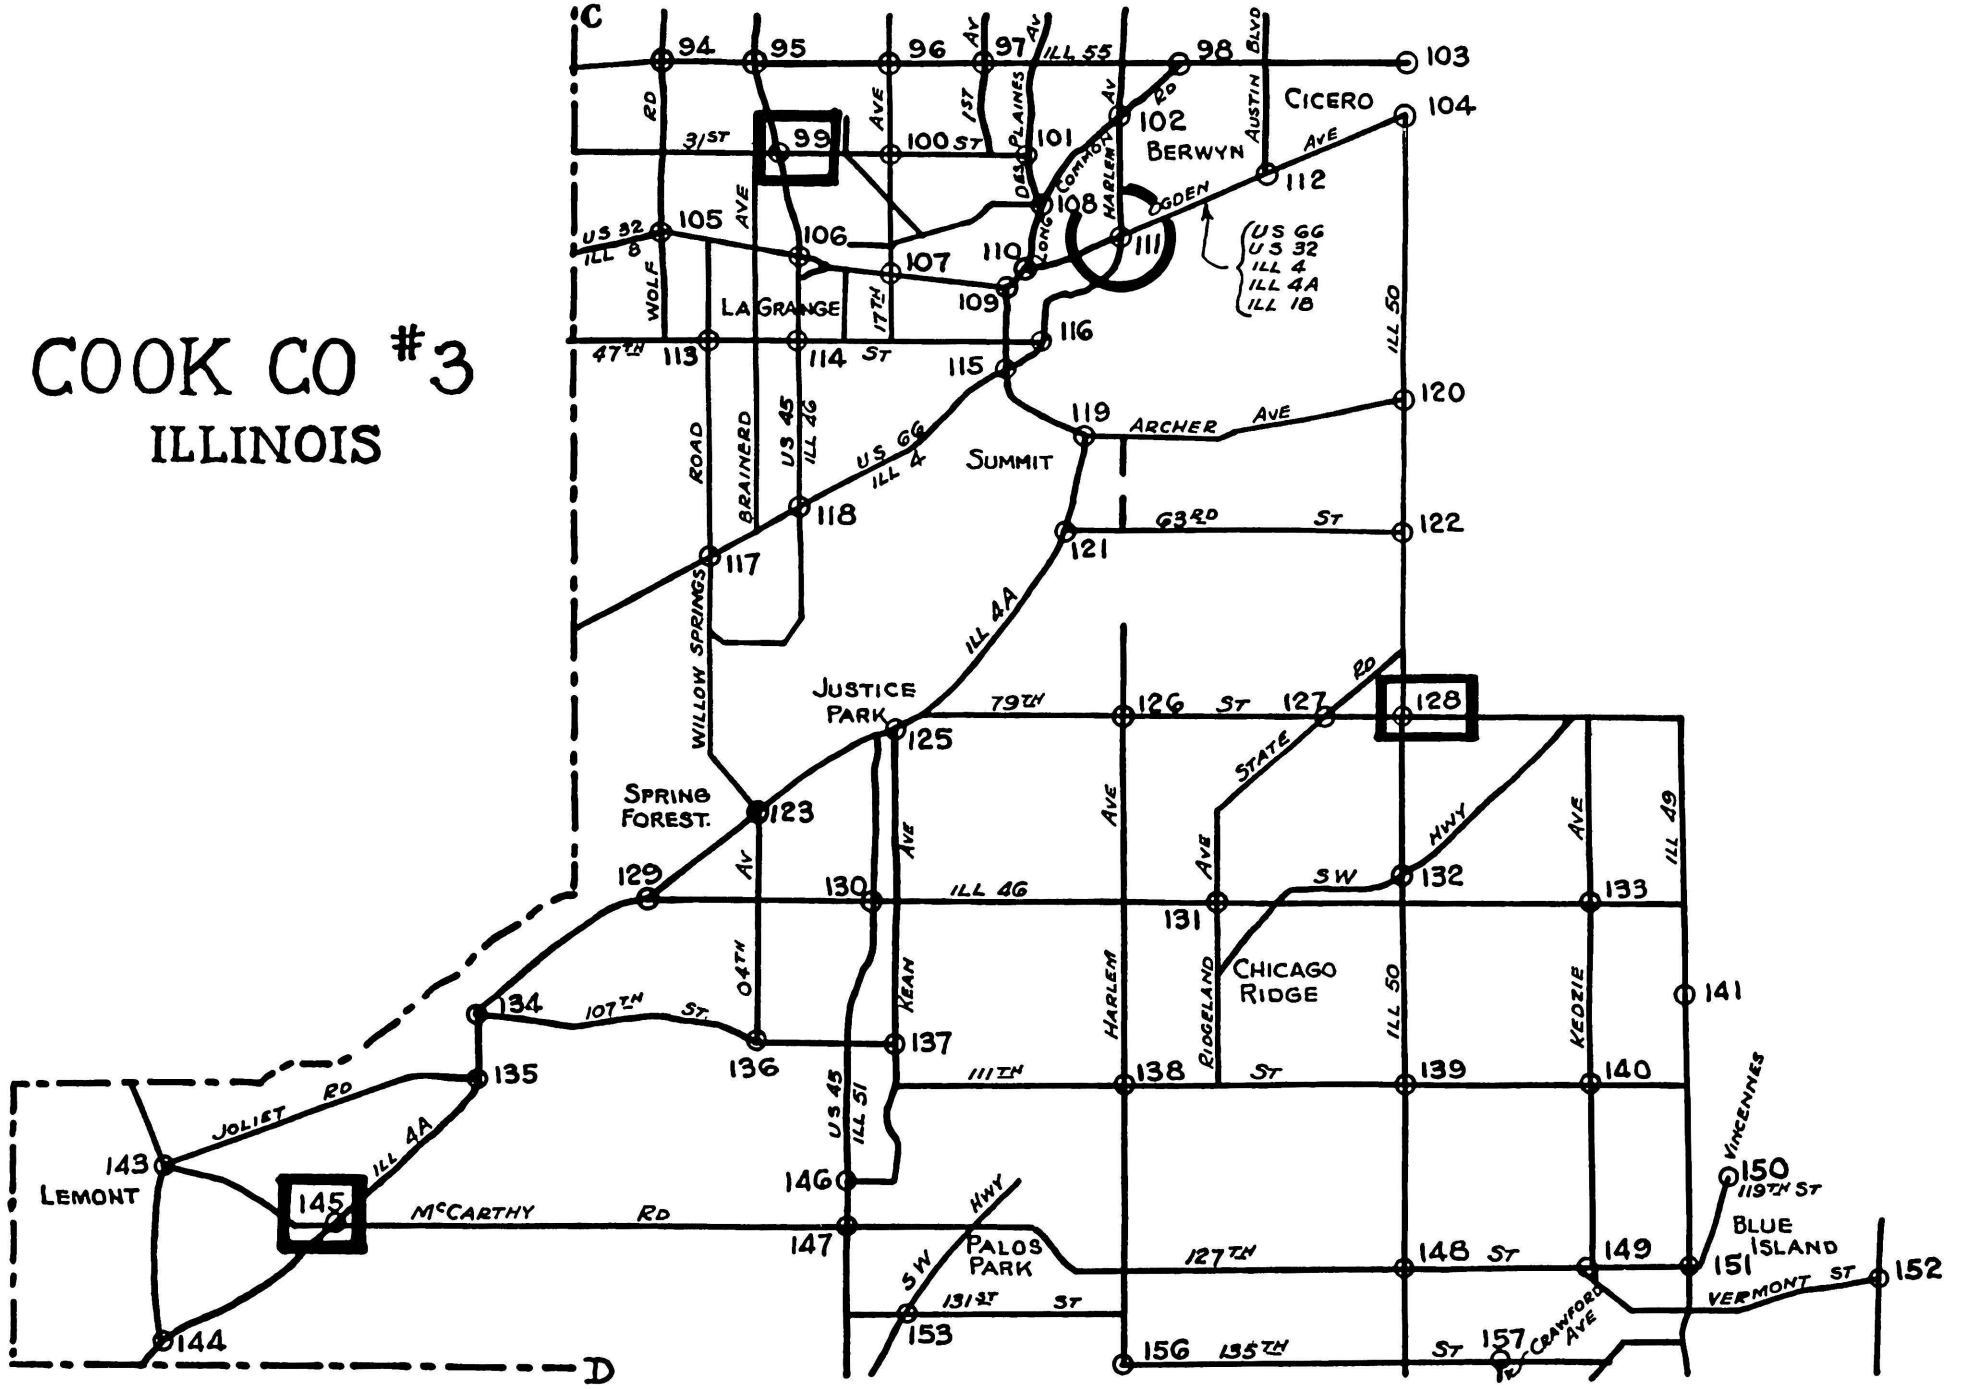 C
94
95
96
AV
97
AV
ILL 55
98
BLVD
103
RD
AVE
1ST
DES PLAINES
AV
RD
AUSTIN
CICERO
104
31ST
99
100
ST
101
102
BERWYN
AVE
COMMON
HARLEM
112
105
AVE
108
OGDEN
US 32
ILL 8
106
110
LONG
111
US 66
US 32
ILL 4
ILL 4A
ILL 18
107
WOLF
LA GRANGE
17TH
109
ILL 50
COOK CO #3
ILLINOIS
47TH
113
114
ST
116
115
120
119
ARCHER
AVE
ROAD
BRAINERD
US 45
ILL 46
US 66
ILL 4
SUMMIT
118
63RD
ST
122
117
121
WILLOW SPRINGS
ILL 4A
RD
JUSTICE
PARK
79TH
126
ST
127
128
125
STATE
SPRING
FOREST.
123
AVE
AVE
HWY
AVE
ILL 49
129
AV
130
ILL 46
AVE
SW
132
131
133
CHICAGO
RIDGE
134
107TH
ST.
04TH
KEAN
HARLEM
RIDGELAND
ILL 50
KEDZIE
141
136
137
135
111TH
138
ST
139
140
JOLIET
RD
US 45
ILL 51
VINCENNES
143
ILL 4A
LEMONT
145
146
HWY
150
119TH ST
McCARTHY
RD
147
PALOS
PARK
127TH
148
ST
149
151
BLUE
ISLAND
152
SW
VERMONT
ST
131ST
ST
153
CRAWFORD
AVE
144
156
135TH
ST
157
D